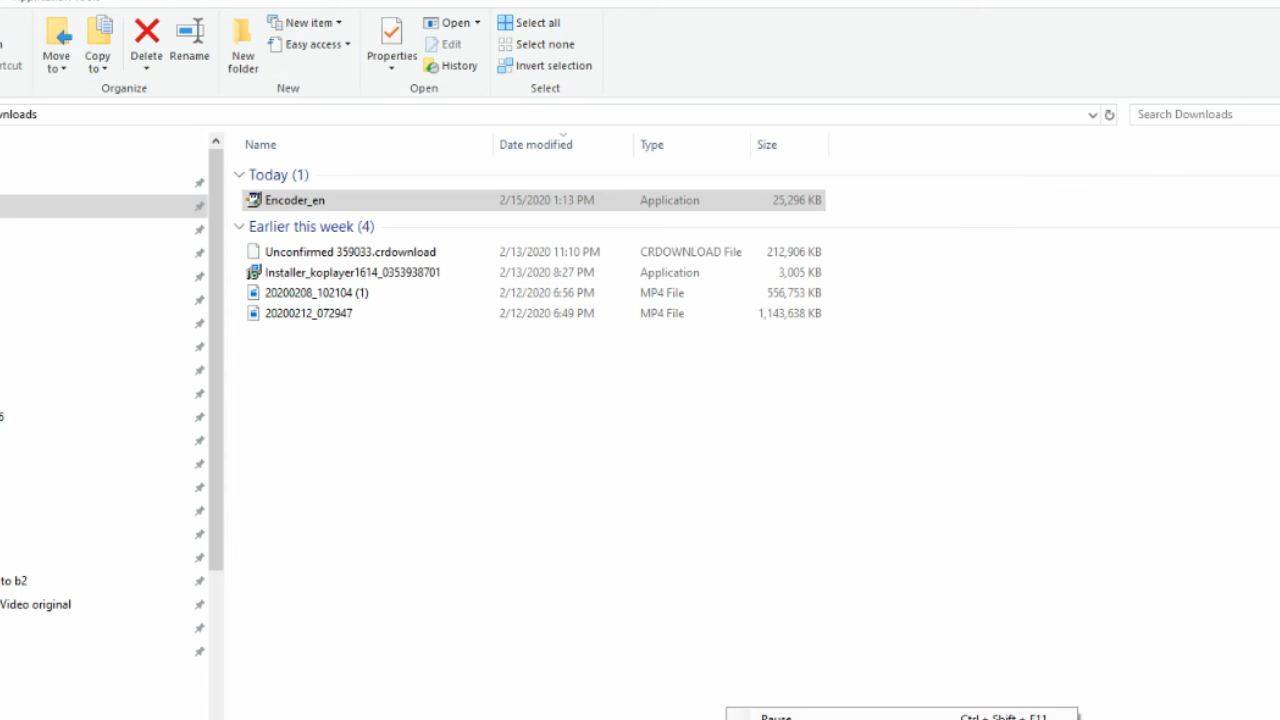 Move to
Copy to
Delete
Rename
New folder
New item
Easy access
Properties
Open
Edit
History
Select all
Select none
Invert selection
Organize
New
Open
Select
Search Downloads
Name
Date modified
Type
Size
Today (1)
Encoder_en 2/15/2020 1:13 PM Application 25,296 KB
Earlier this week (4)
Unconfirmed 359033.crdownload 2/13/2020 11:10 PM CRDOWNLOAD File 212,906 KB
Installer_koplayer1614_0353938701 2/13/2020 8:27 PM Application 3,005 KB
20200208_102104 (1) 2/12/2020 6:56 PM MP4 File 556,753 KB
20200212_072947 2/12/2020 6:49 PM MP4 File 1,143,638 KB
to b2
Video original
Pause Ctrl + Shift + F11